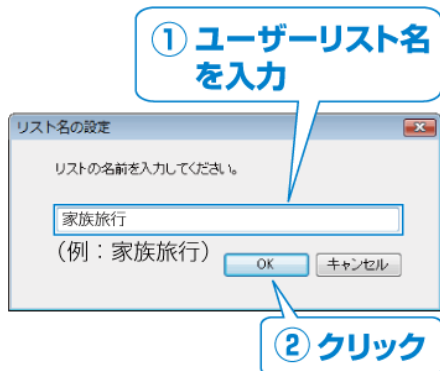 ① ユーザーリスト名
を入力
リスト名の設定
リストの名前を入力してください。
家族旅行
(例：家族旅行)
OK キャンセル
② クリック